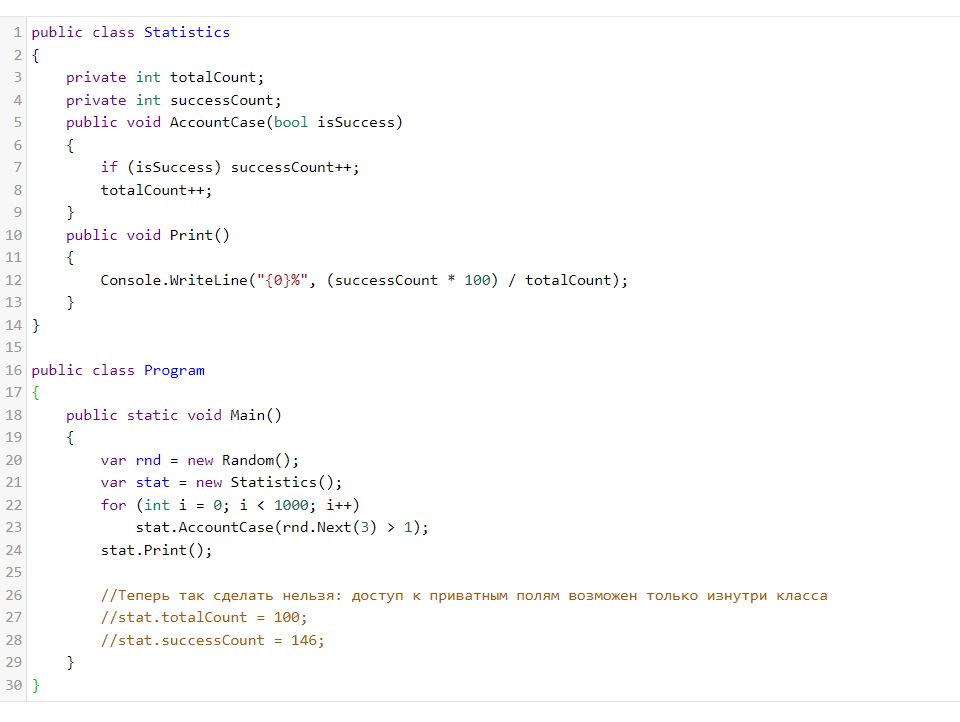 1 public class Statistics
2 {
3     private int totalCount;
4     private int successCount;
5     public void AccountCase(bool isSuccess)
6     {
7         if (isSuccess) successCount++;
8         totalCount++;
9     }
10     public void Print()
11     {
12         Console.WriteLine("{0}%", (successCount * 100) / totalCount);
13     }
14 }
15
16 public class Program
17 {
18     public static void Main()
19     {
20         var rnd = new Random();
21         var stat = new Statistics();
22         for (int i = 0; i < 1000; i++)
23             stat.AccountCase(rnd.Next(3) > 1);
24         stat.Print();
25
26         //Теперь так сделать нельзя: доступ к приватным полям возможен только изнутри класса
27         //stat.totalCount = 100;
28         //stat.successCount = 146;
29     }
30 }